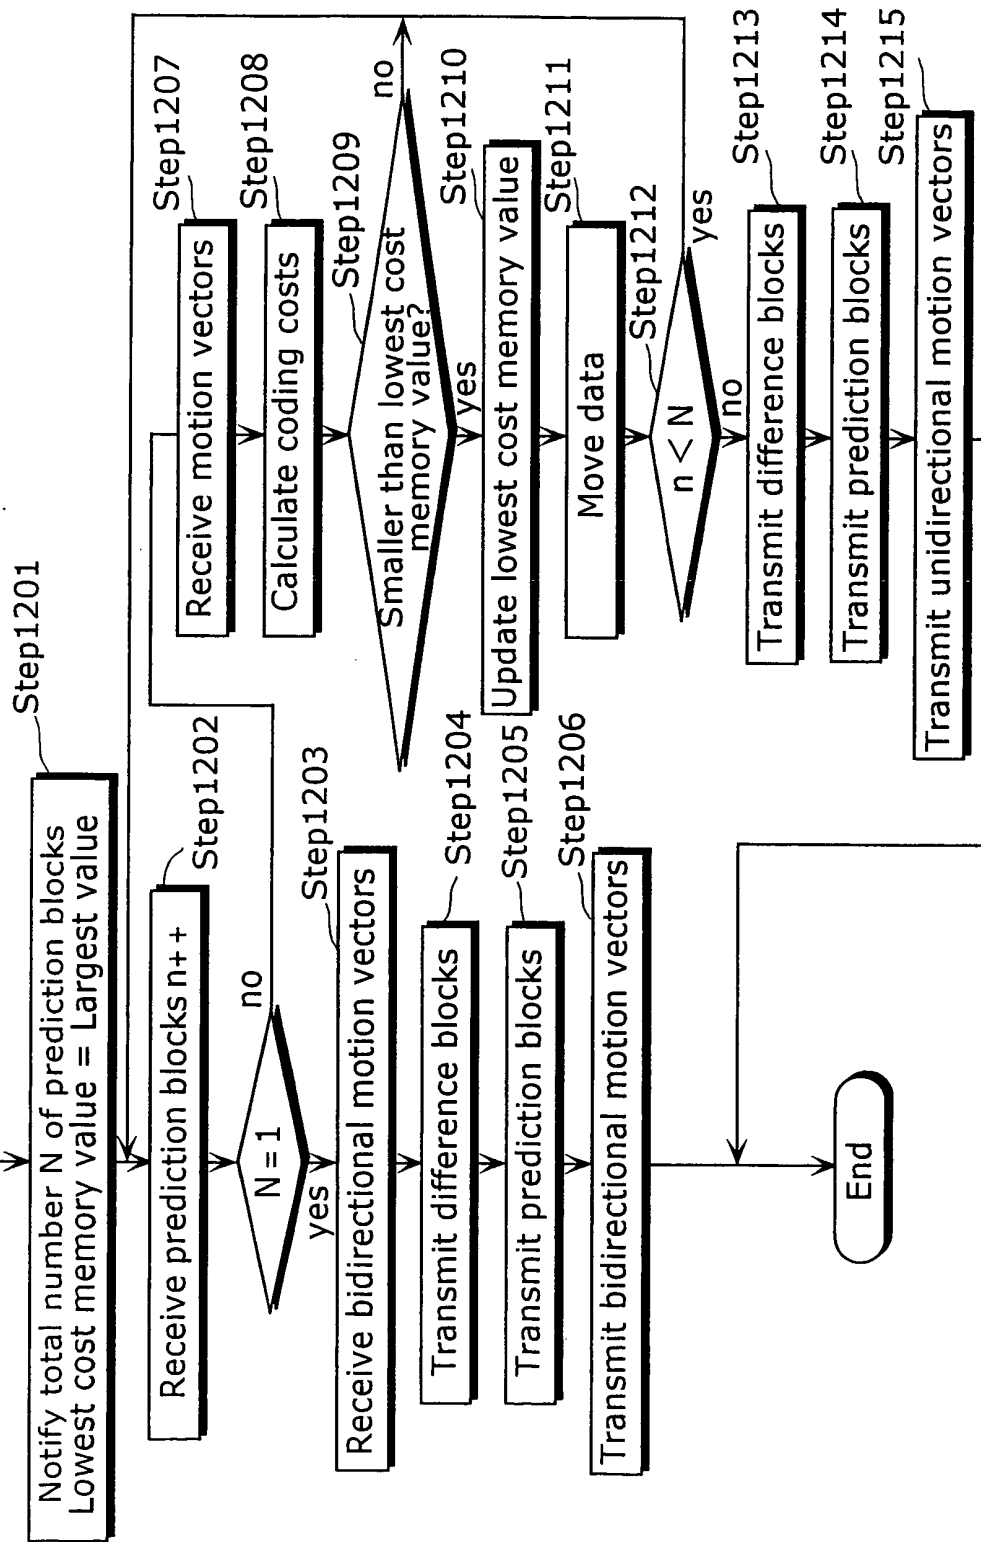 Step1201
Notify total number N of prediction blocks
Lowest cost memory value = Largest value
Step1202
Receive prediction blocks n++
N=1
no
yes
Step1203
Receive bidirectional motion vectors
Step1204
Transmit difference blocks
Step1205
Transmit prediction blocks
Step1206
Transmit bidirectional motion vectors
End
Step1207
Receive motion vectors
Step1208
Calculate coding costs
Step1209
Smaller than lowest cost
memory value?
no
yes
Step1210
Update lowest cost memory value
Step1211
Move data
Step1212
n < N
yes
no
Step1213
Transmit difference blocks
Step1214
Transmit prediction blocks
Step1215
Transmit unidirectional motion vectors